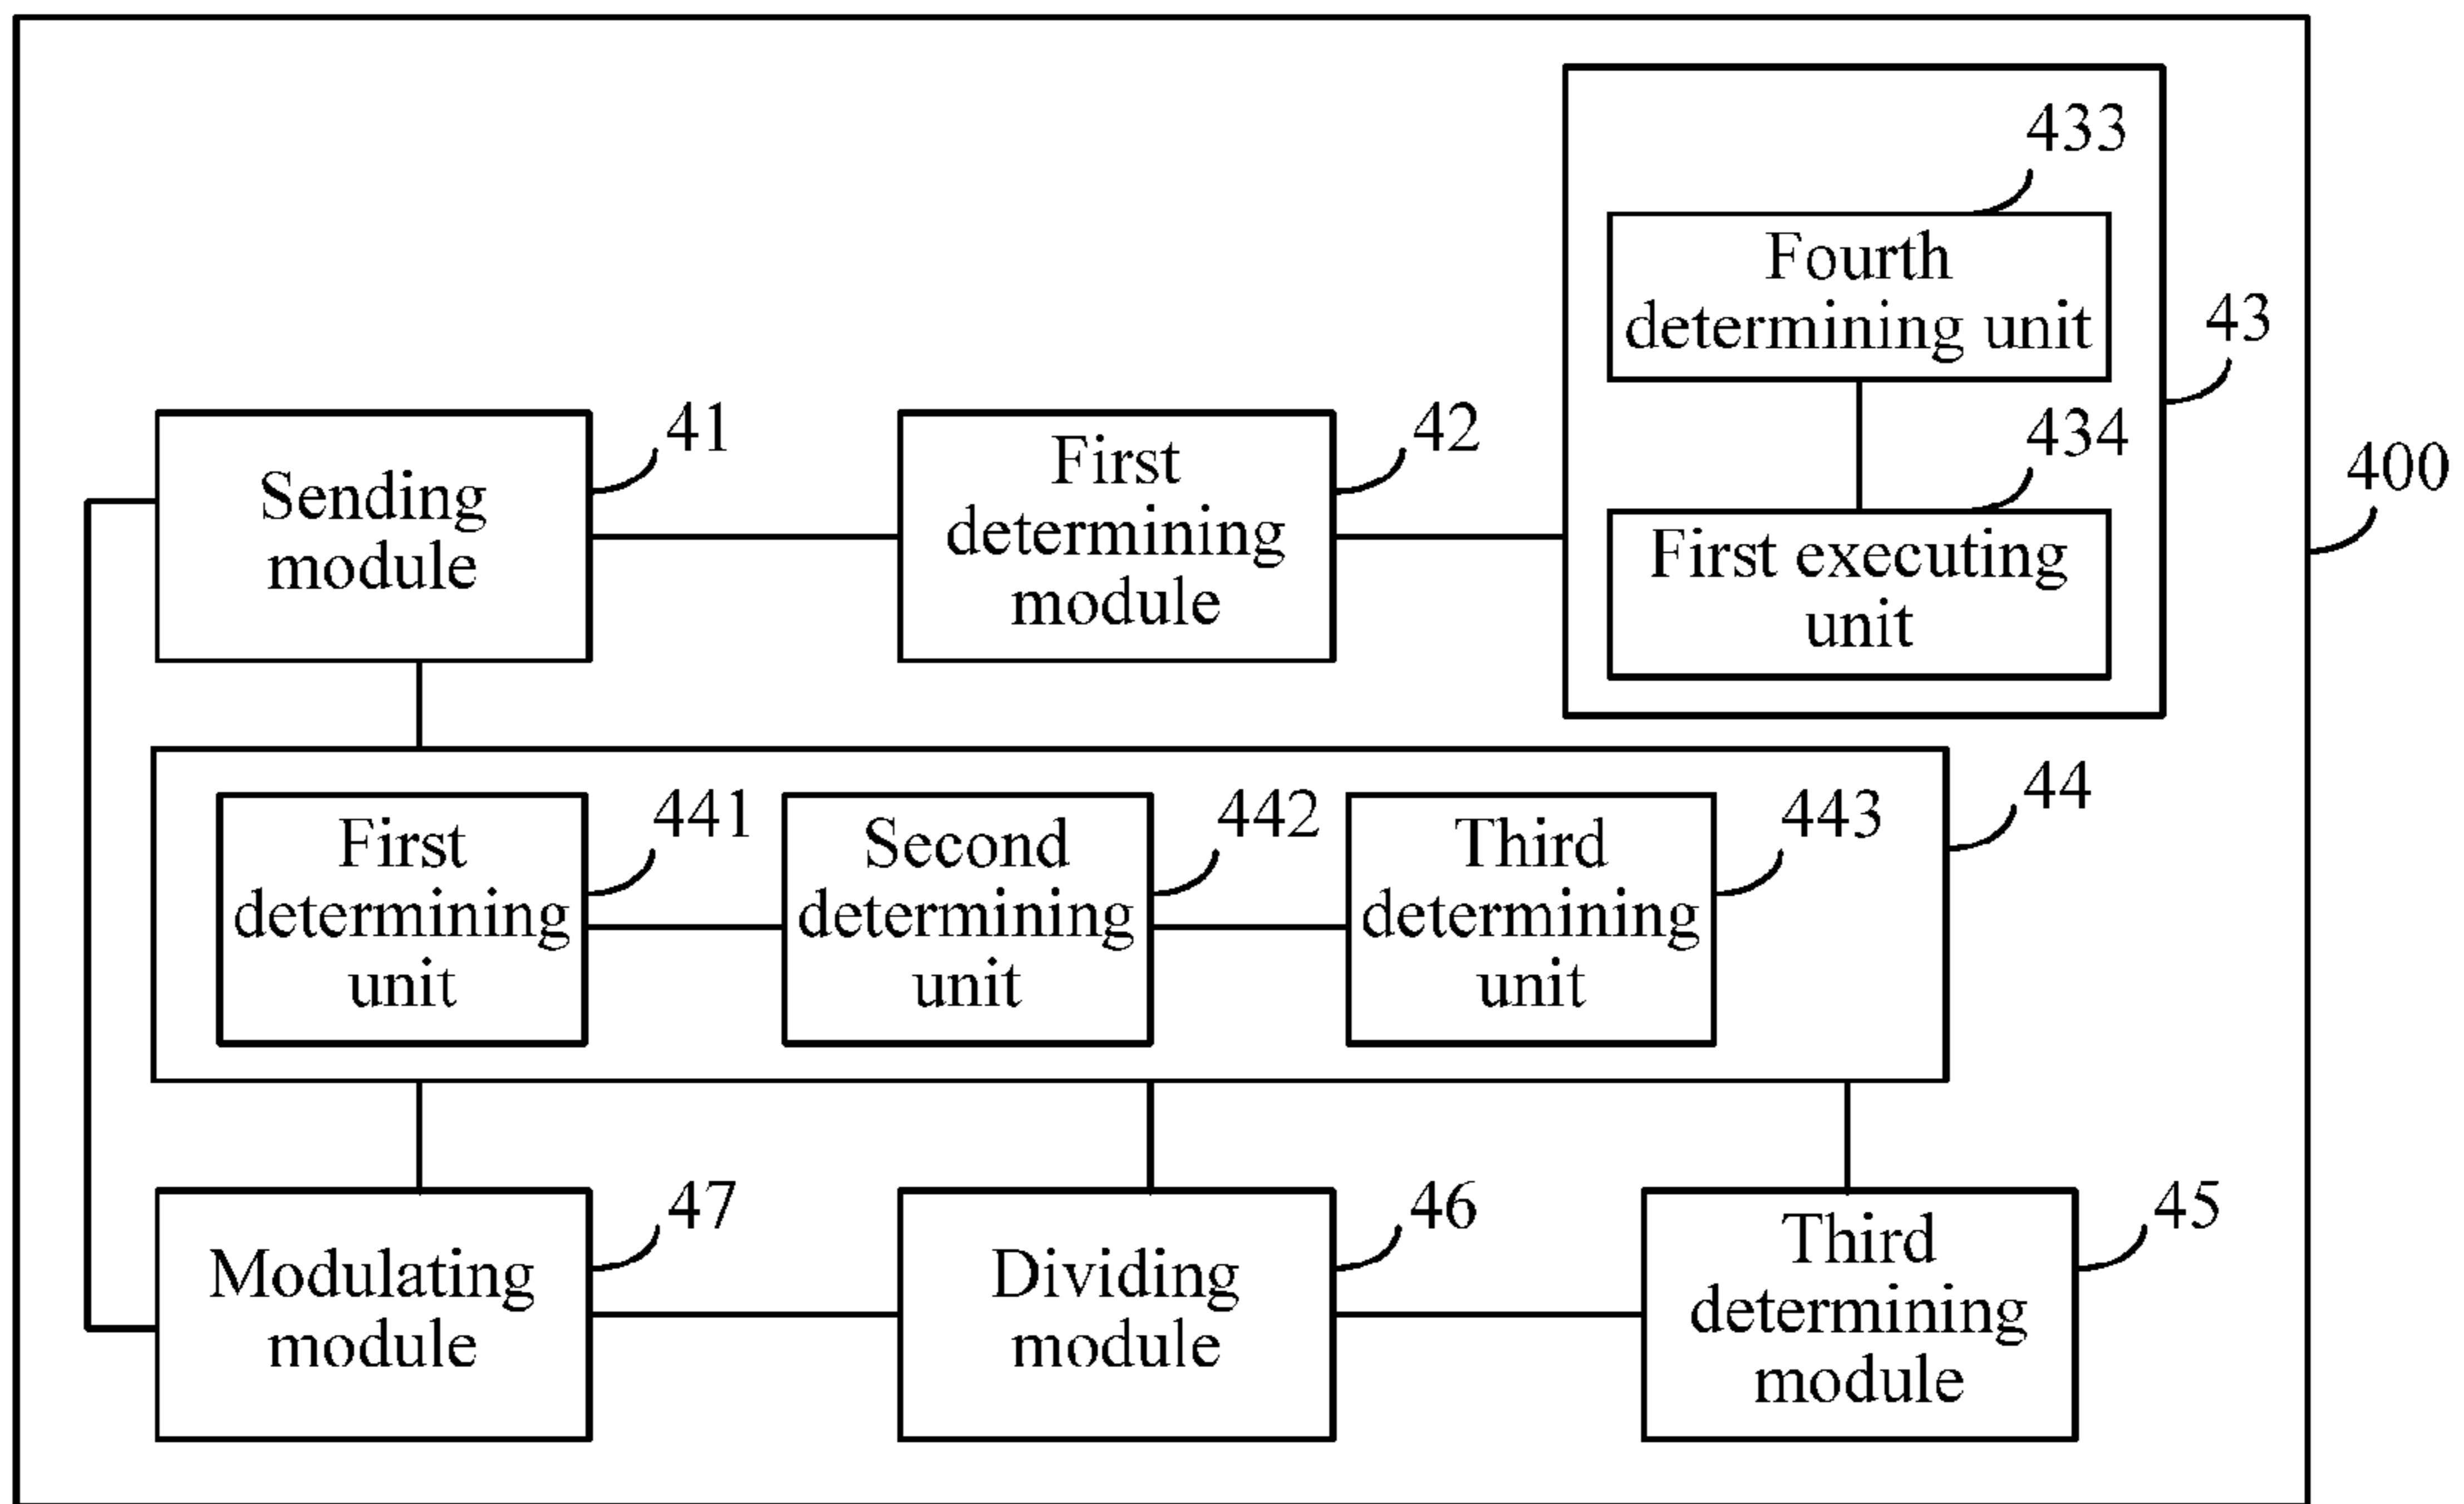 433
Fourth
determining unit
43
434
First executing
unit
400
41
Sending
module
42
First
determining
module
44
441
First
determining
unit
442
Second
determining
unit
443
Third
determining
unit
47
Modulating
module
46
Dividing
module
45
Third
determining
module